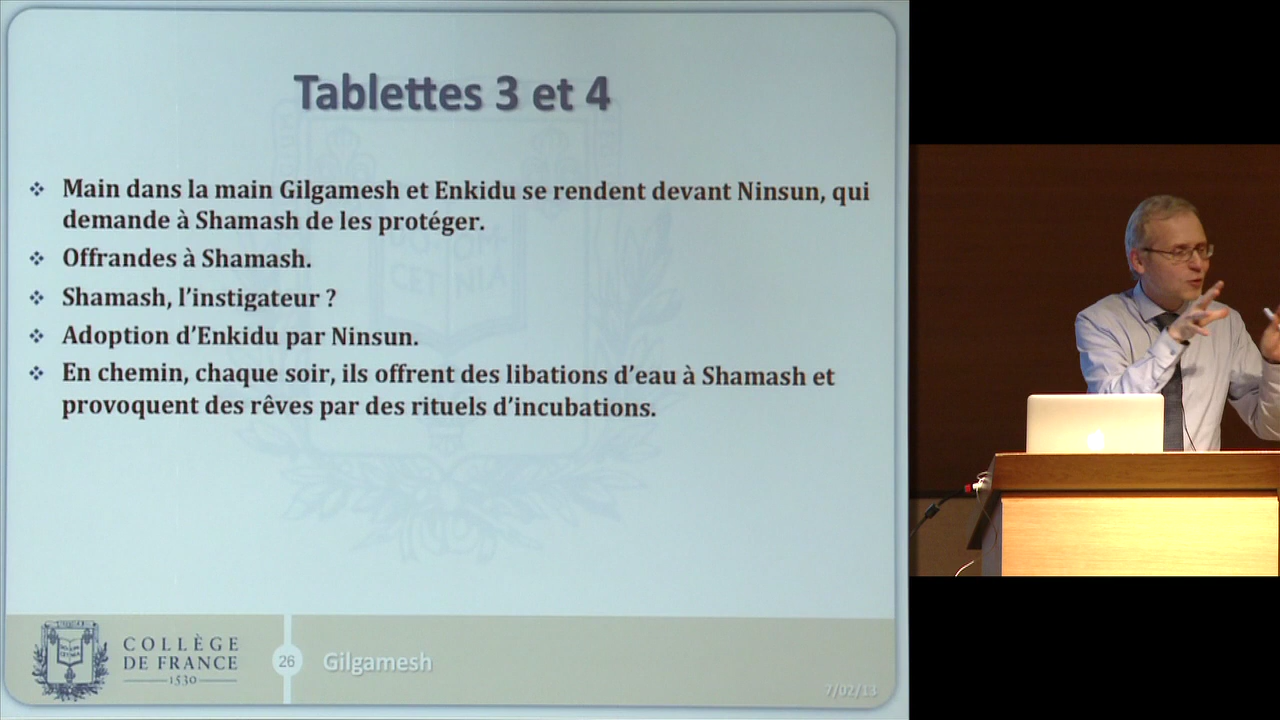 Tablettes 3 et 4
❖ Main dans la main Gilgamesh et Enkidu se rendent devant Ninsun, qui
demande à Shamash de les protéger.
❖ Offrandes à Shamash.
❖ Shamash, l’instigateur ?
❖ Adoption d’Enkidu par Ninsun.
❖ En chemin, chaque soir, ils offrent des libations d’eau à Shamash et
provoquent des rêves par des rituels d’incubations.
COLLÈGE
DE FRANCE
1530
26
Gilgamesh
7/02/13